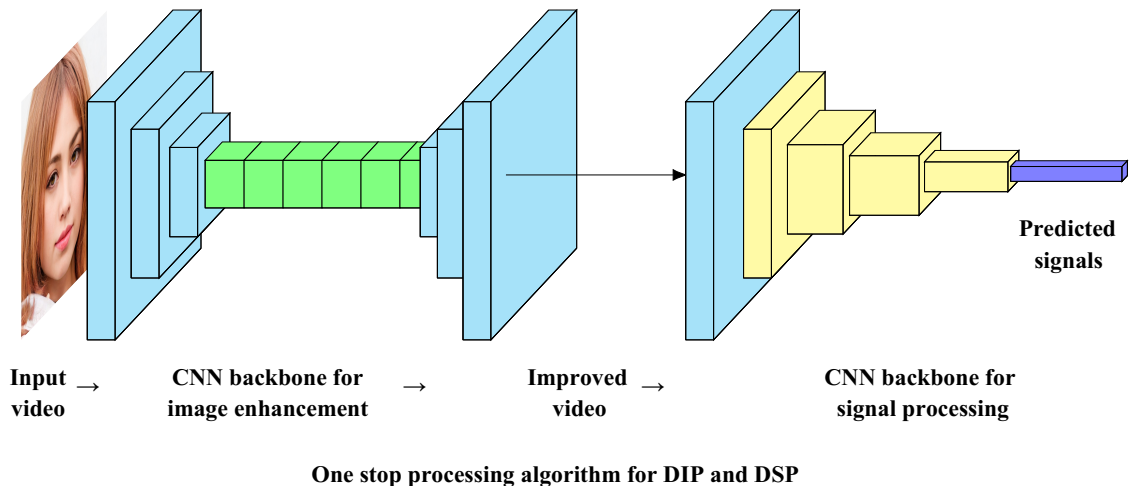 Predicted
signals
Input
video
→
CNN backbone for
image enhancement
→
Improved
video
→
CNN backbone for
signal processing
One stop processing algorithm for DIP and DSP